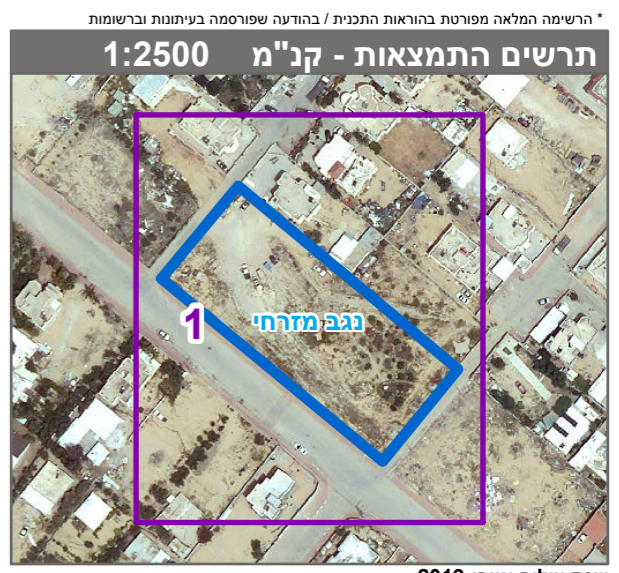 * הרשימה המלאה מפורטת בהוראות התכנית / בהודעה שפורסמה בעיתונות וברשומות
תרשים התמצאות - קנ"מ 1:2500
נגב מזרחי
1